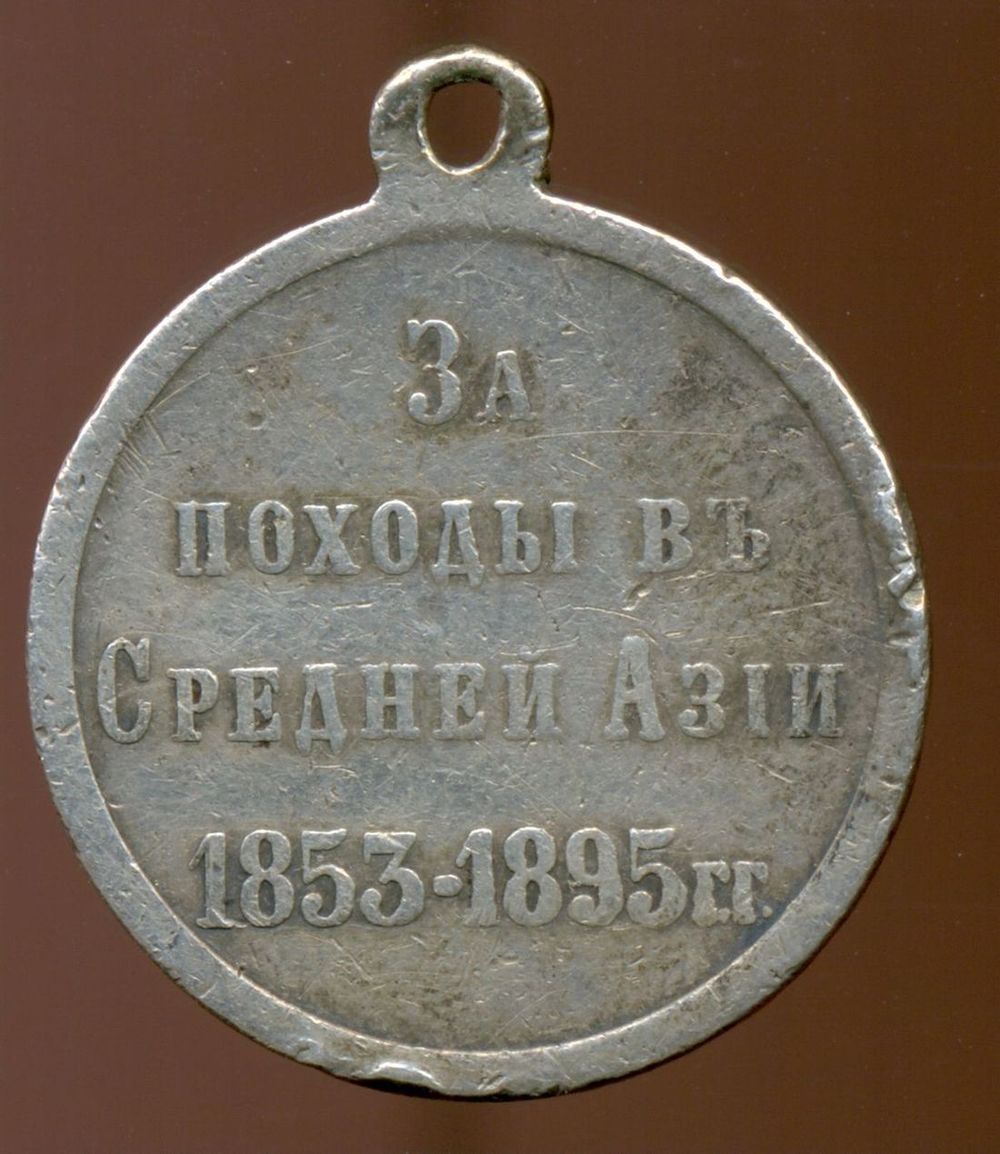 За
походы въ
Средней Азіи
1853-1895 гг.